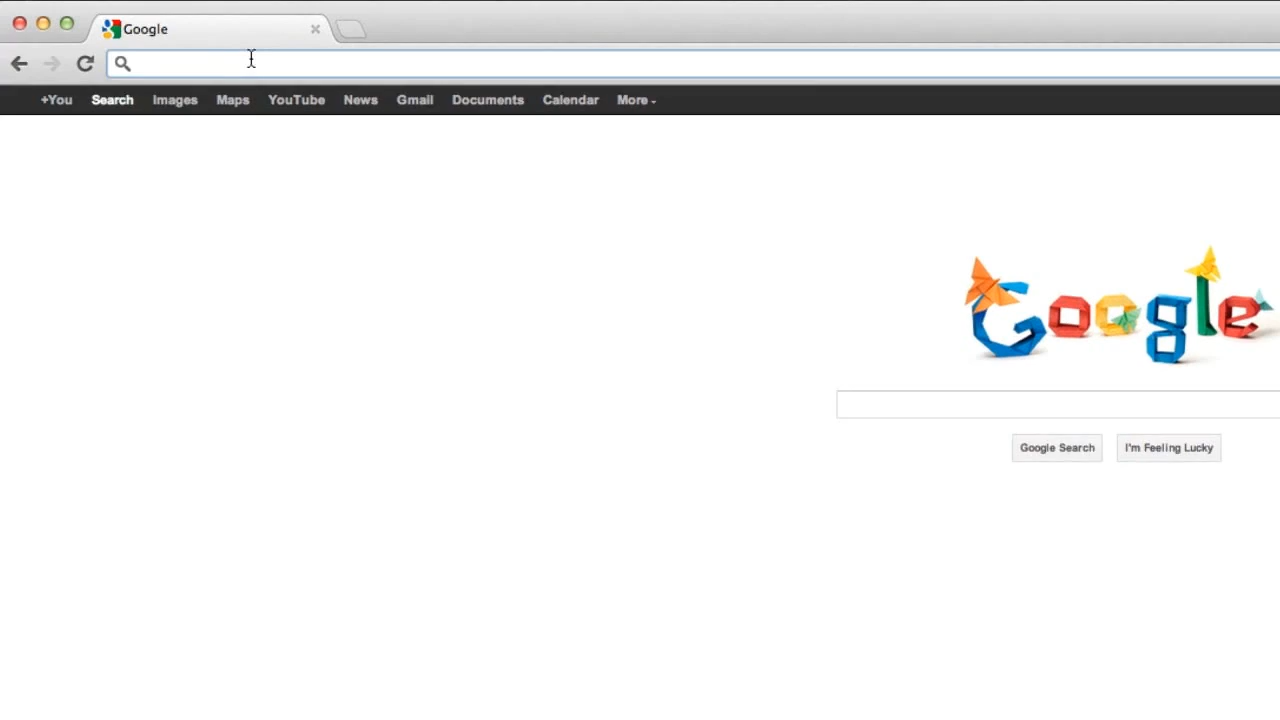 Google
+You Search Images Maps YouTube News Gmail Documents Calendar More
Google
Google Search I'm Feeling Lucky